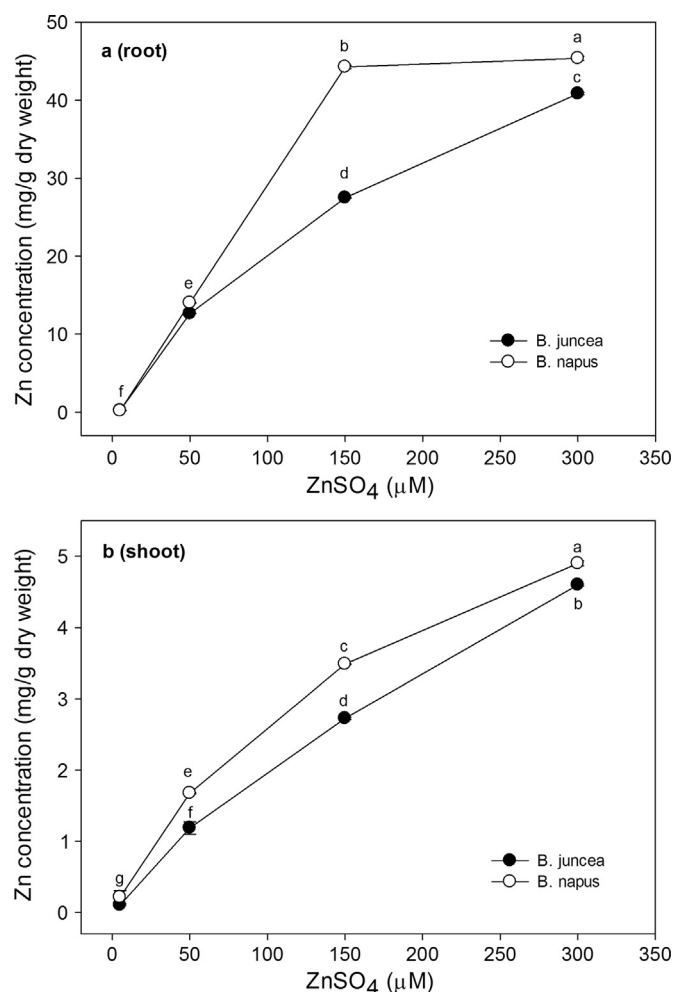 a (root)
Zn concentration (mg/g dry weight)
50
40
30
20
10
0
a
b
c
d
e
f
B. juncea
B. napus
0 50 100 150 200 250 300 350
ZnSO4 (µM)
b (shoot)
Zn concentration (mg/g dry weight)
5
4
3
2
1
0
a
b
c
d
e
f
g
B. juncea
B. napus
0 50 100 150 200 250 300 350
ZnSO4 (µM)